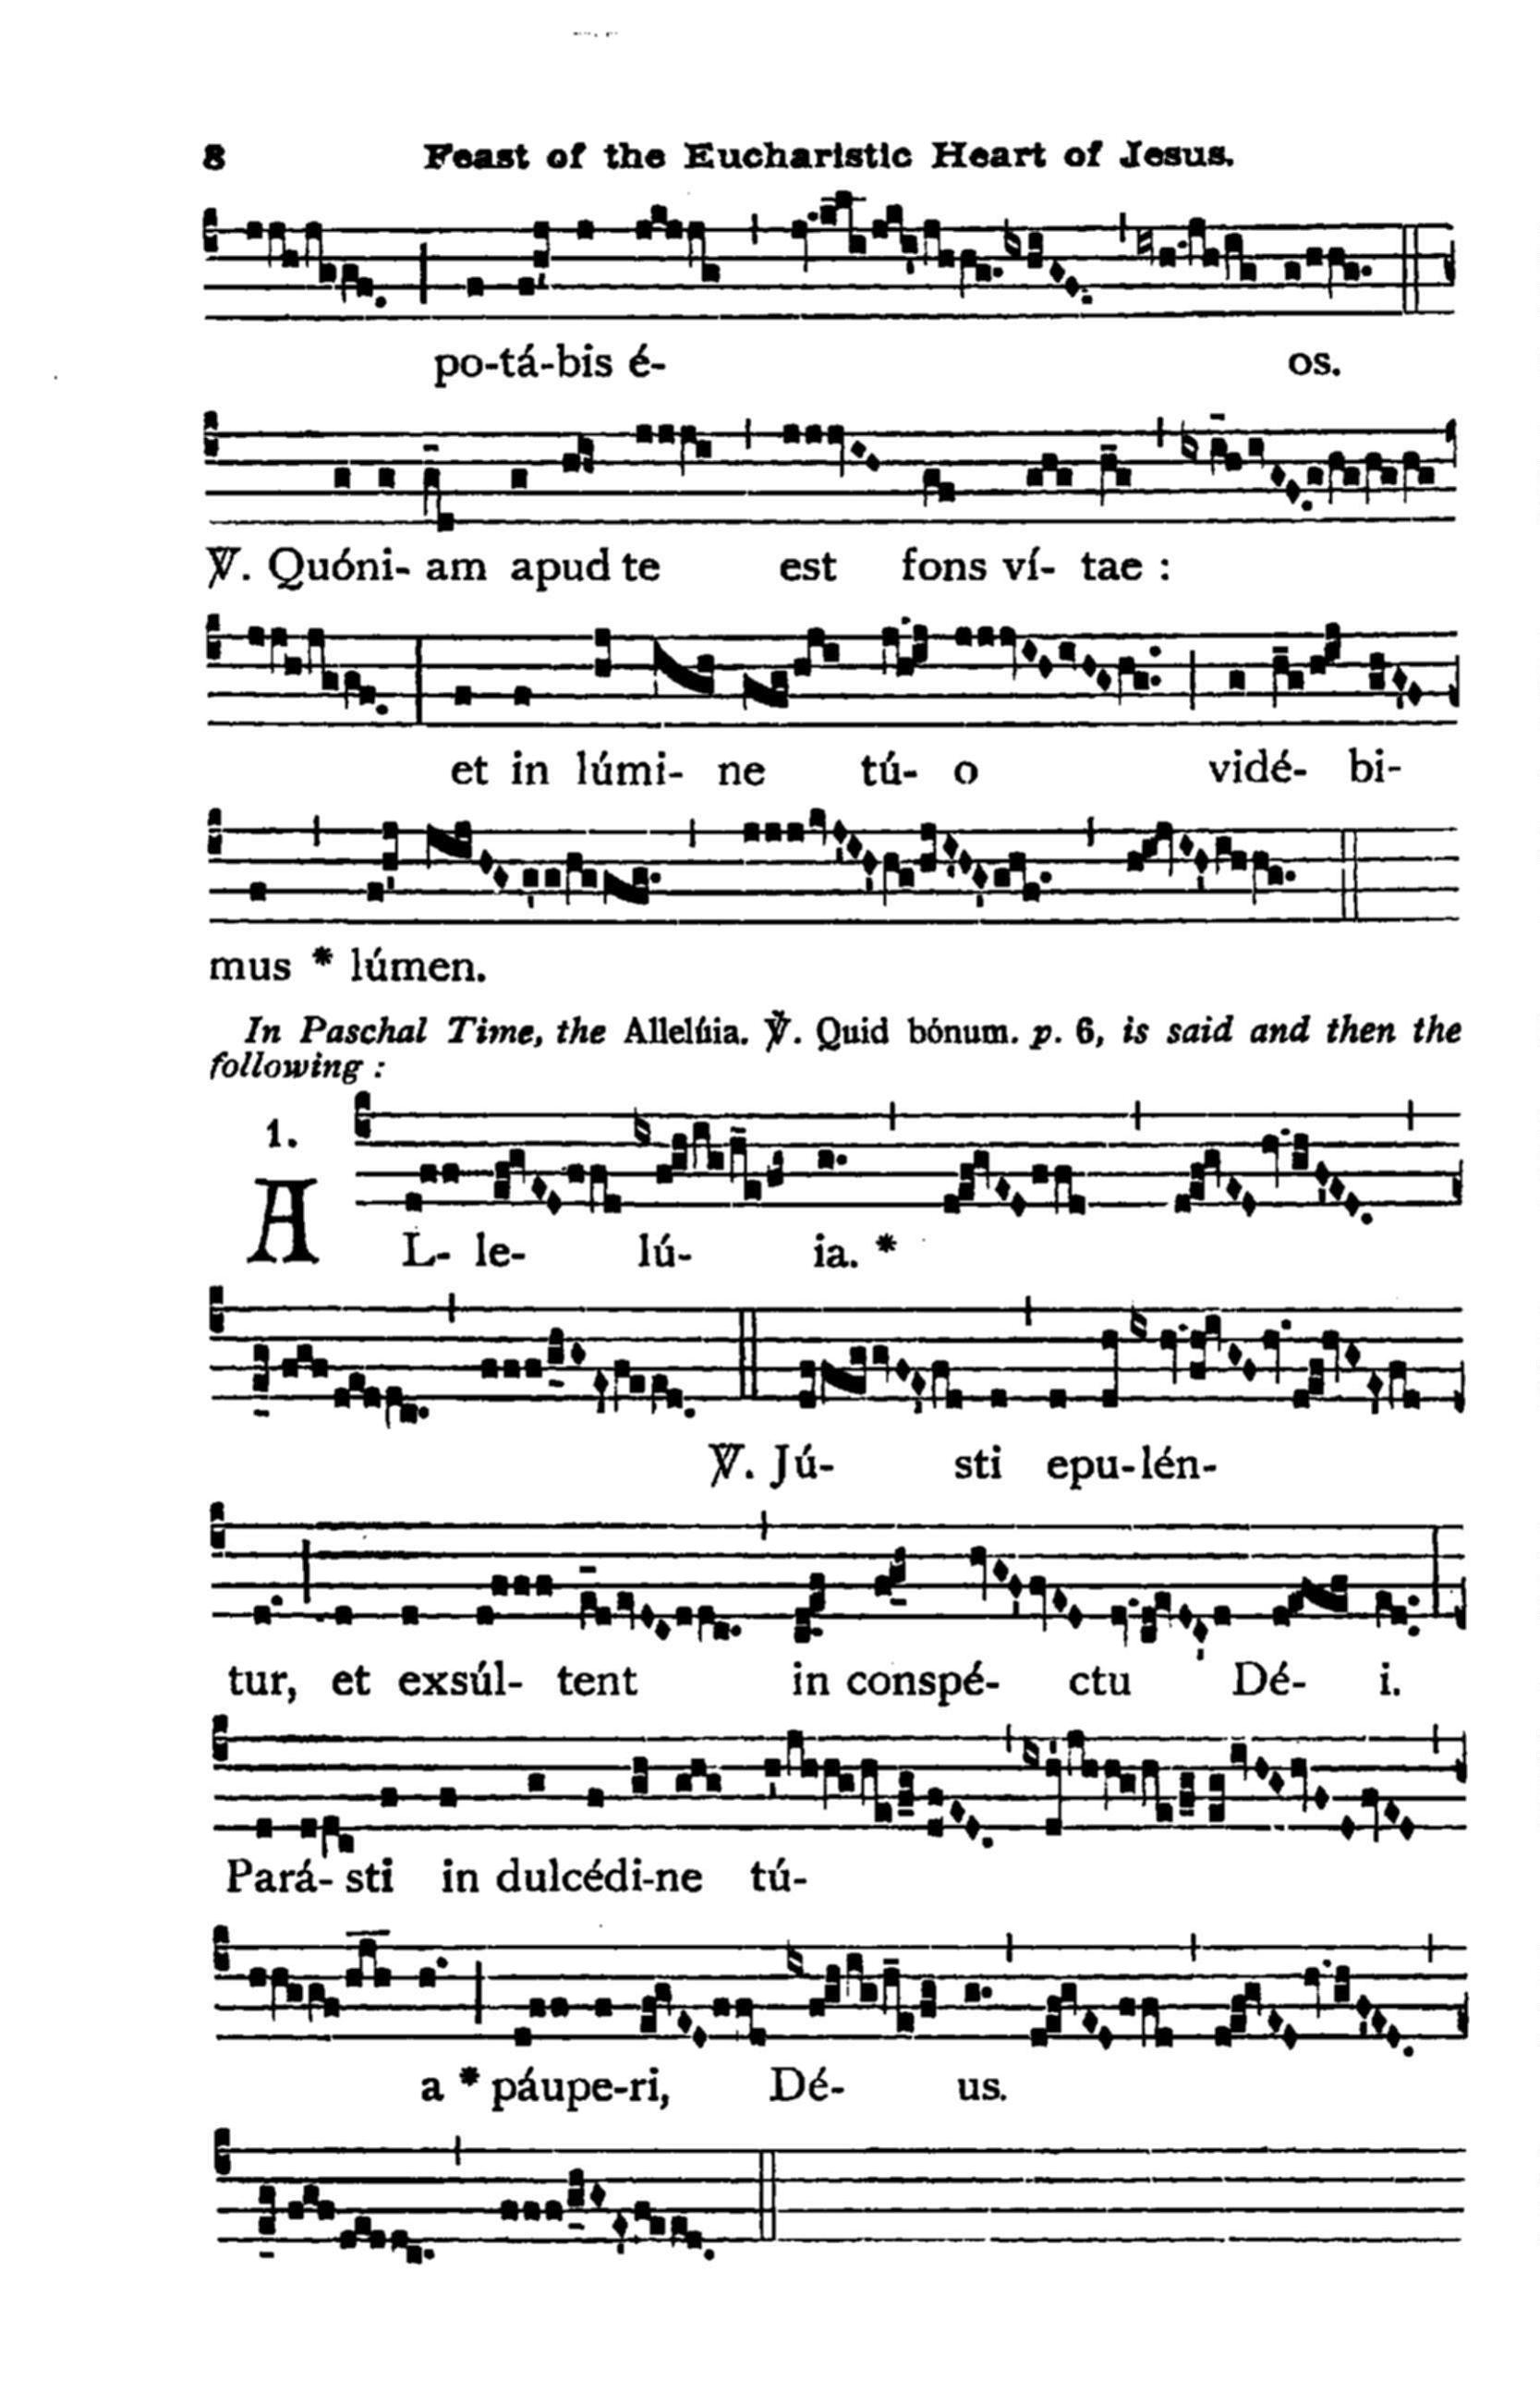 8 Feast of the Eucharistic Heart of Jesus.
po-tá-bis é- os.
℣. Quóni- am apud te est fons ví- tae :
et in lúmi- ne tú- o vidé- bi-
mus * lúmen.
In Paschal Time, the Allelúia. ℣. Quid bónum. p. 6, is said and then the
following :
1.
AL- le- lú- ia. *
℣. Jú- sti epu-lén-
tur, et exsúl- tent in conspé- ctu Dé- i.
Pará- sti in dulcédi-ne tú-
a * páupe-ri, Dé- us.